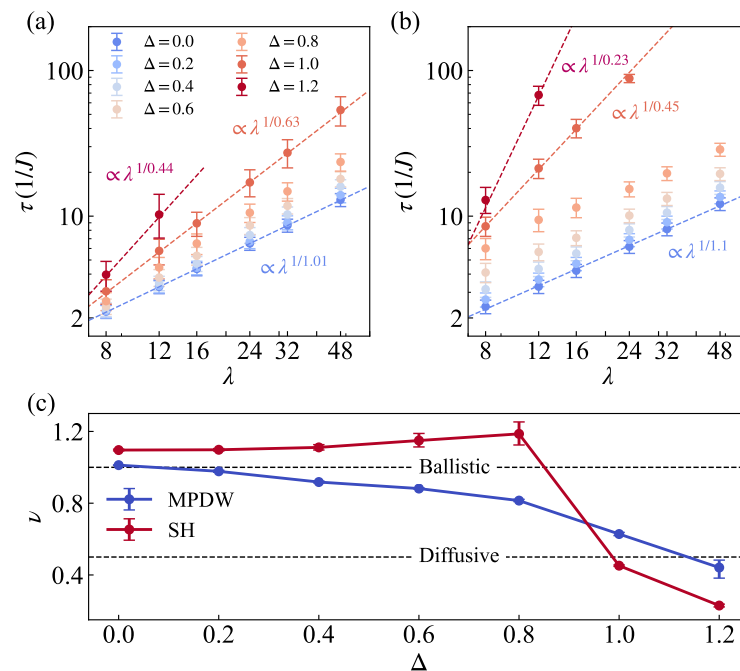 (a)
(b)
Δ = 0.0
Δ = 0.2
Δ = 0.4
Δ = 0.6
Δ = 0.8
Δ = 1.0
Δ = 1.2
∝λ^{1/0.44}
∝λ^{1/0.63}
∝λ^{1/1.01}
τ (1/J)
100
10
2
8 12 16 24 32 48
λ
∝λ^{1/0.23}
∝λ^{1/0.45}
∝λ^{1/1.1}
τ (1/J)
100
10
2
8 12 16 24 32 48
λ
(c)
Ballistic
Diffusive
MPDW
SH
ν
1.2
0.8
0.4
0.0 0.2 0.4 0.6 0.8 1.0 1.2
Δ